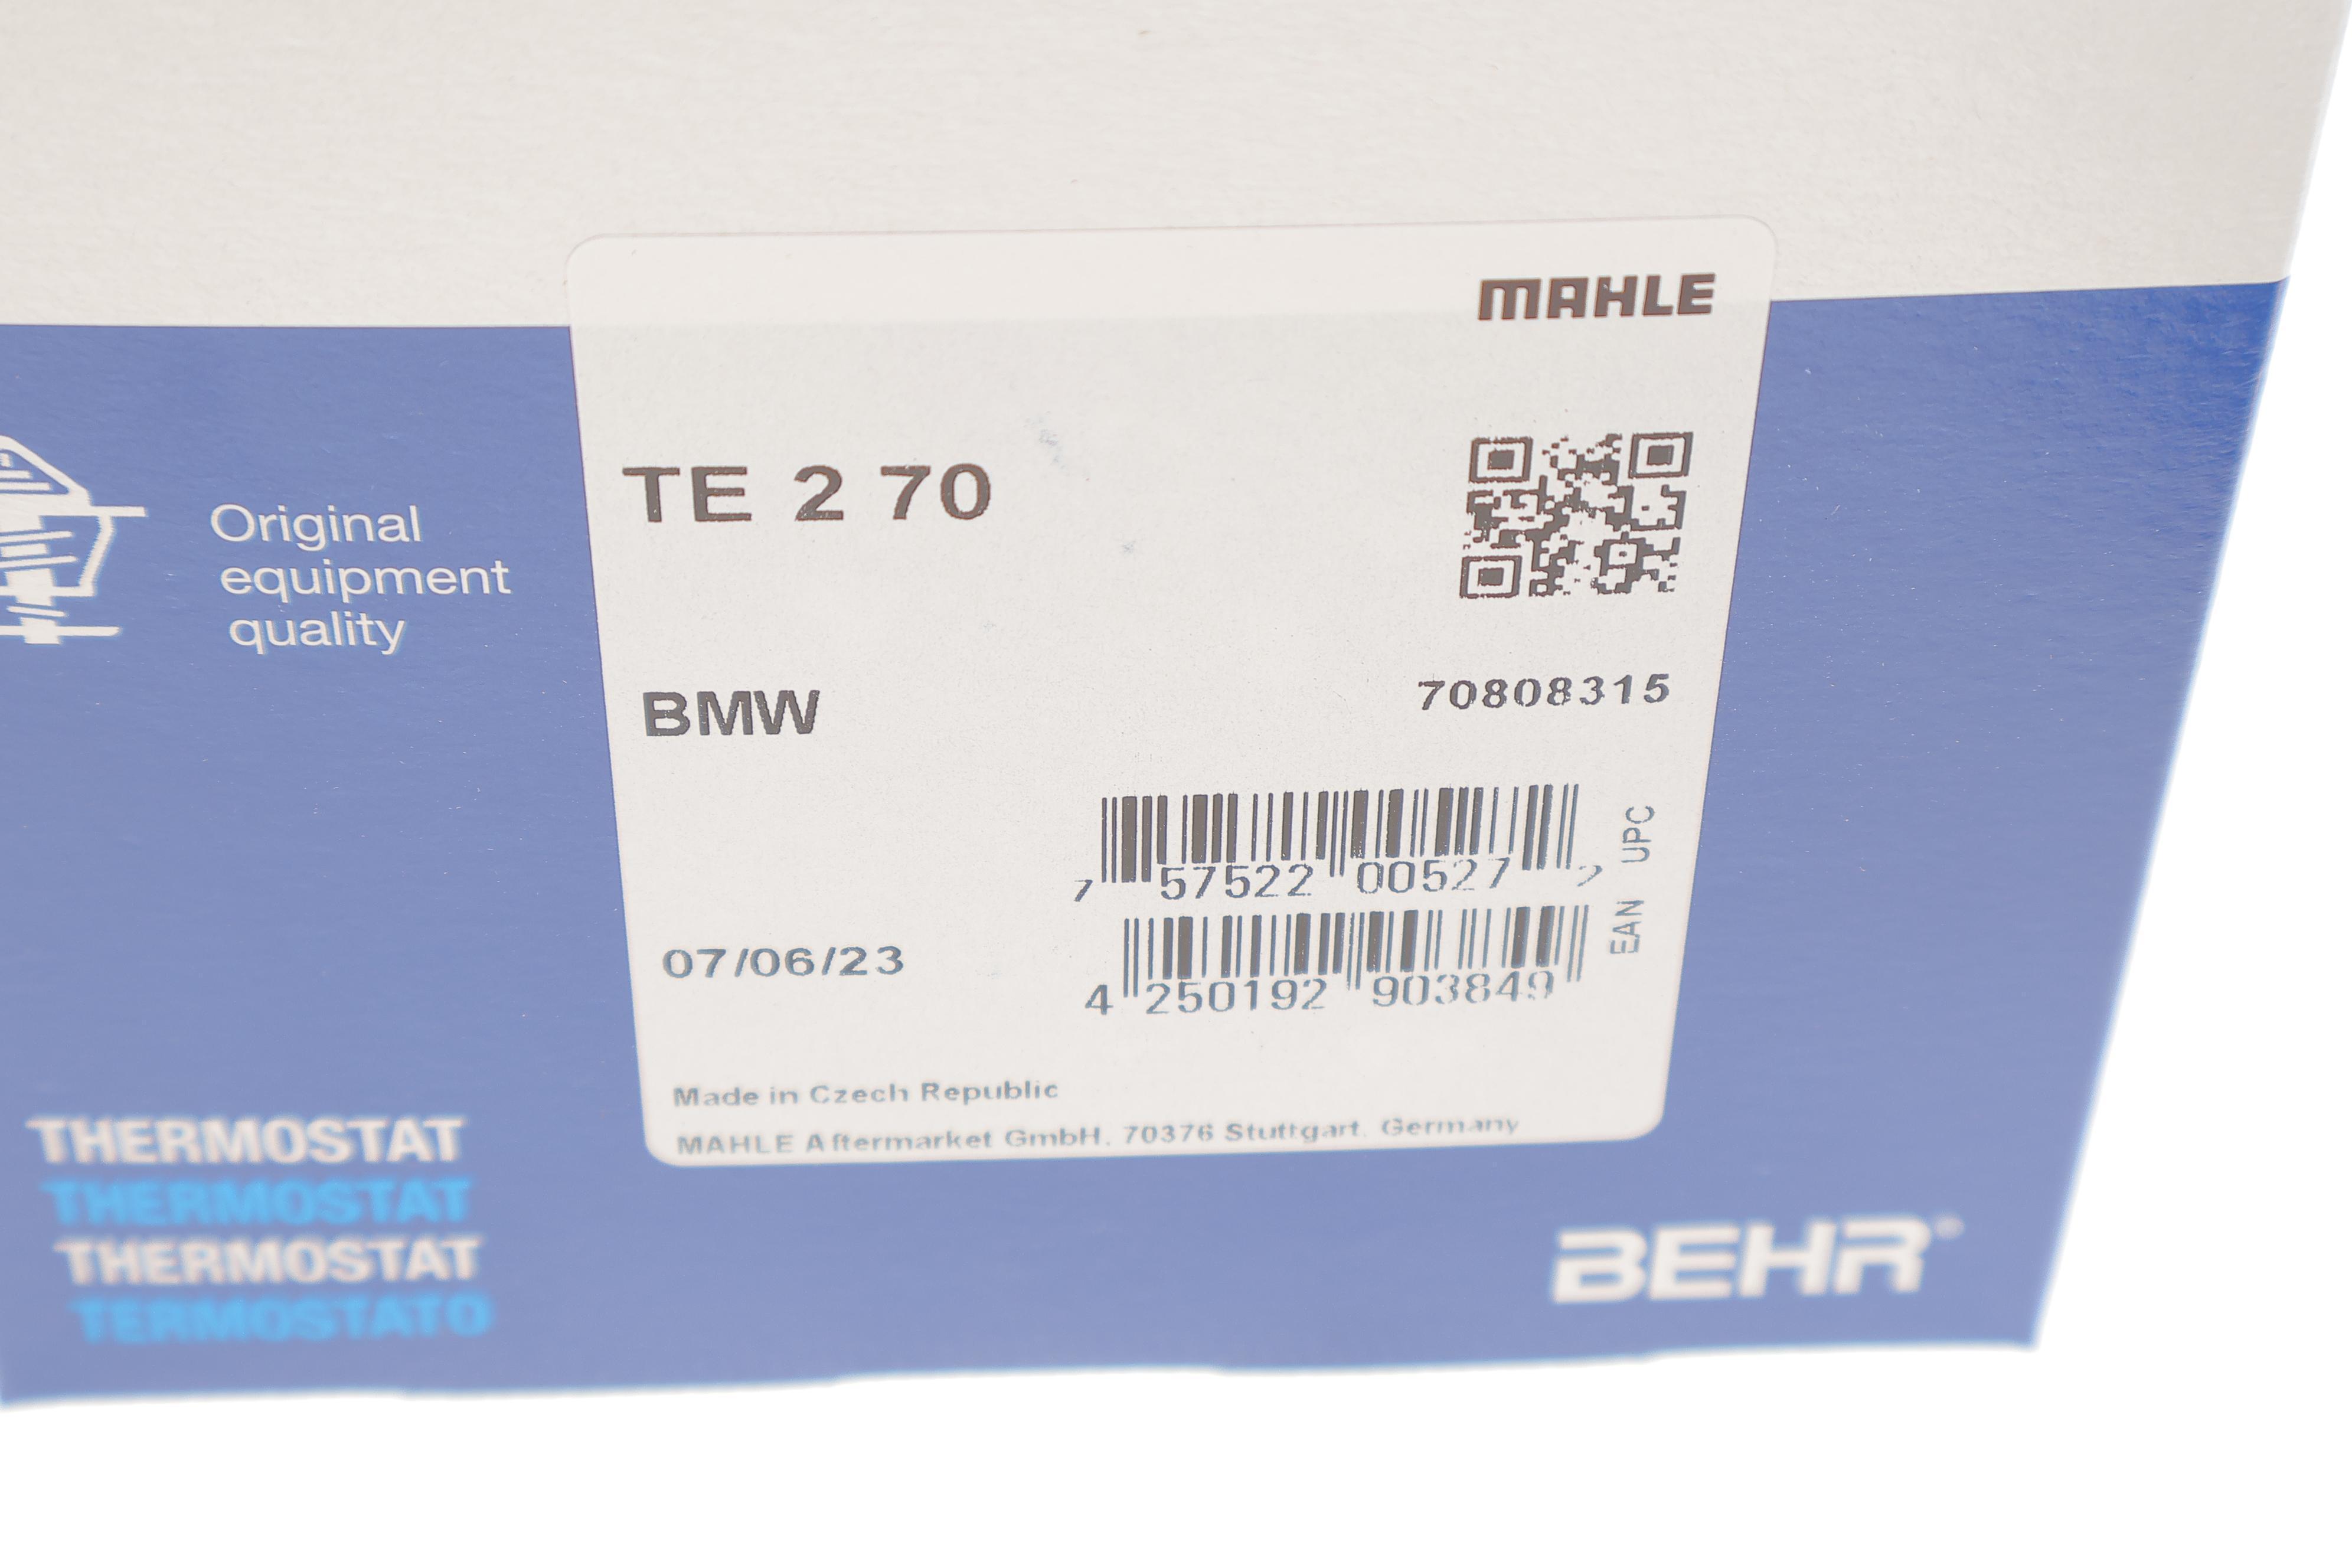 MAHLE
TE 2 70
Original
equipment
quality
BMW
70808315
7 57522 00527 2
UPC
EAN
07/06/23
4 250192 903849
Made in Czech Republic
MAHLE Aftermarket GmbH, 70376 Stuttgart, Germany
THERMOSTAT
THERMOSTAT
THERMOSTAT
TERMOSTATO
BEHR®